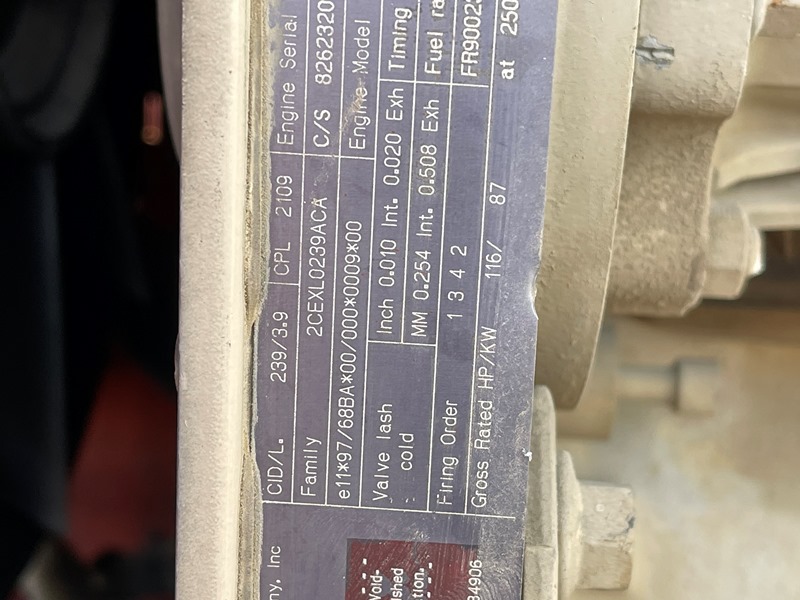 CID/L. 239/3.9 CPL 2109 Engine Serial
Family 2CEXL0239ACA C/S 8262320
e11*97/68BA*00/000*0009*00 Engine Model
Valve lash Inch 0.010 Int. 0.020 Exh Timing
cold MM 0.254 Int. 0.508 Exh Fuel ra
Firing Order 1 3 4 2 FR9002
Gross Rated HP/KW 116/ 87 at 250
ny, Inc
Void-
ished
tion.
34906